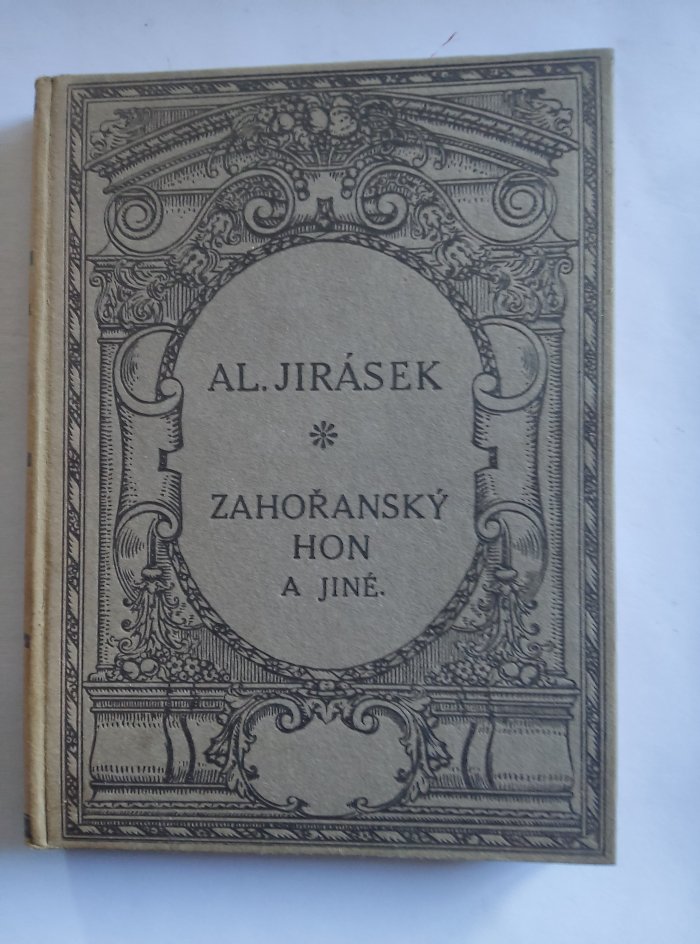 AL. JIRÁSEK
ZAHOŘANSKÝ
HON
A JINÉ.